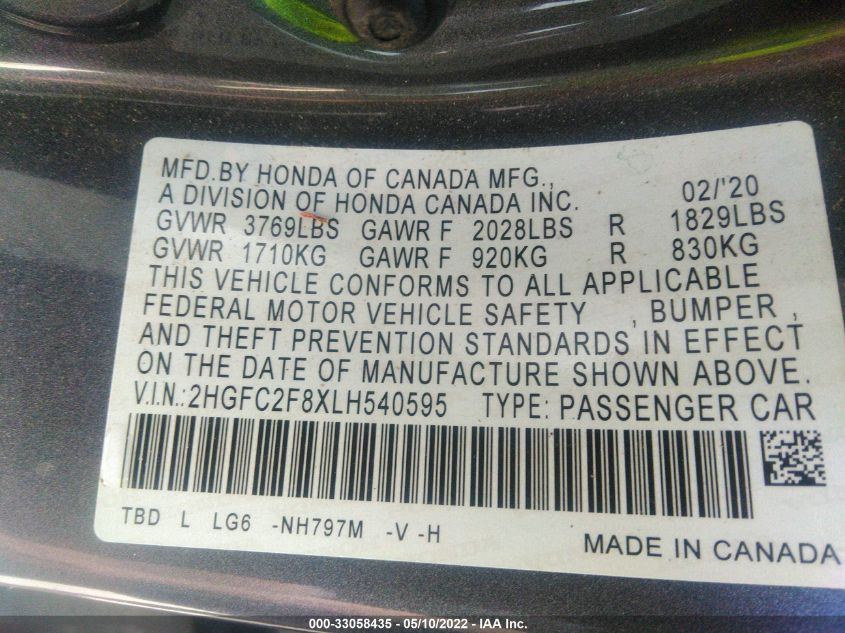 MFD.BY HONDA OF CANADA MFG.,
A DIVISION OF HONDA CANADA INC. 02/'20
GVWR 3769LBS GAWR F 2028LBS R 1829LBS
GVWR 1710KG GAWR F 920KG R 830KG
THIS VEHICLE CONFORMS TO ALL APPLICABLE
FEDERAL MOTOR VEHICLE SAFETY , BUMPER ,
AND THEFT PREVENTION STANDARDS IN EFFECT
ON THE DATE OF MANUFACTURE SHOWN ABOVE.
V.I.N.:2HGFC2F8XLH540595 TYPE: PASSENGER CAR
TBD L LG6 -NH797M -V -H
MADE IN CANADA
000-33058435 - 05/10/2022 - IAA Inc.